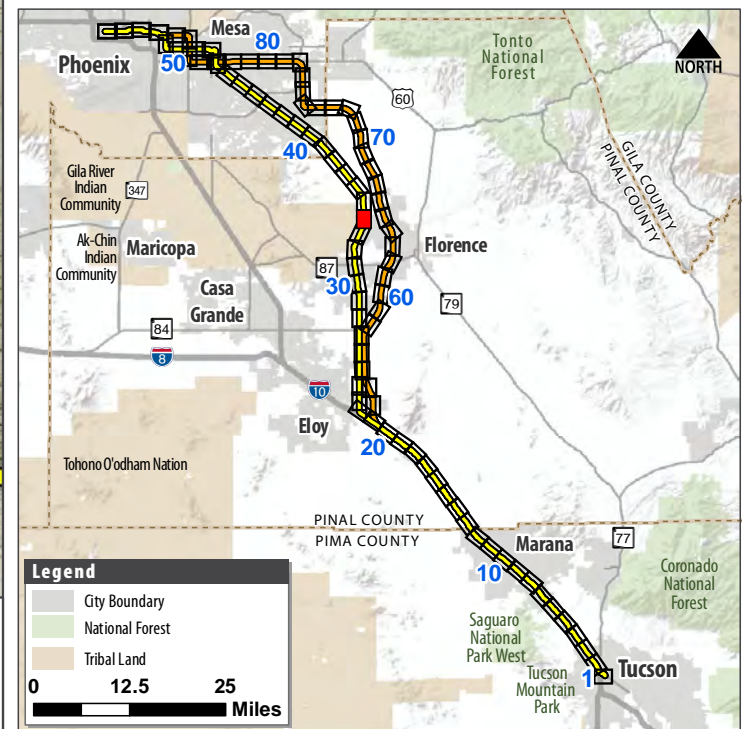 Mesa
80
Phoenix
50
Tonto
National
Forest
NORTH
60
70
40
GILA COUNTY
PINAL COUNTY
Gila River
Indian
Community
347
Ak-Chin
Indian
Community
Maricopa
Florence
87
Casa
Grande
30
60
79
84
8
10
Eloy
20
Tohono O'odham Nation
PINAL COUNTY
PIMA COUNTY
Marana
77
10
Coronado
National
Forest
Saguaro
National
Park West
Tucson
Mountain
Park
1
Tucson
Legend
City Boundary
National Forest
Tribal Land
0 12.5 25
Miles